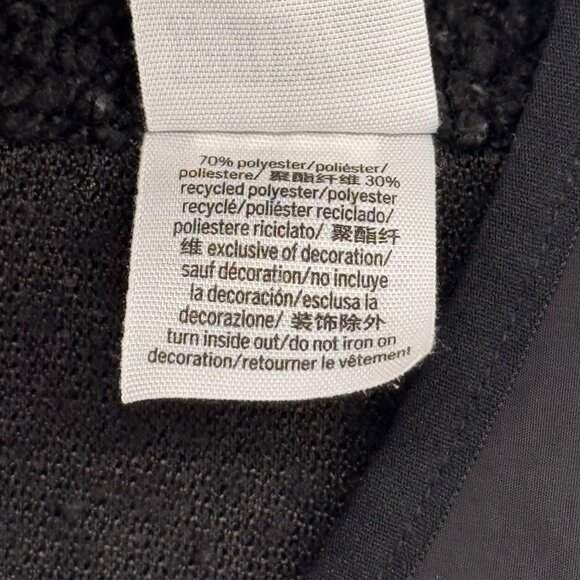 70% polyester/poliéster/
poliestere/ 聚酯纤维 30%
recycled polyester/polyester
recyclé/poliéster reciclado/
poliestere riciclato/ 聚酯纤
维 exclusive of decoration/
sauf décoration/no incluye
la decoración/esclusa la
decorazione/ 装饰除外
turn inside out/do not iron on
decoration/retourner le vêtement